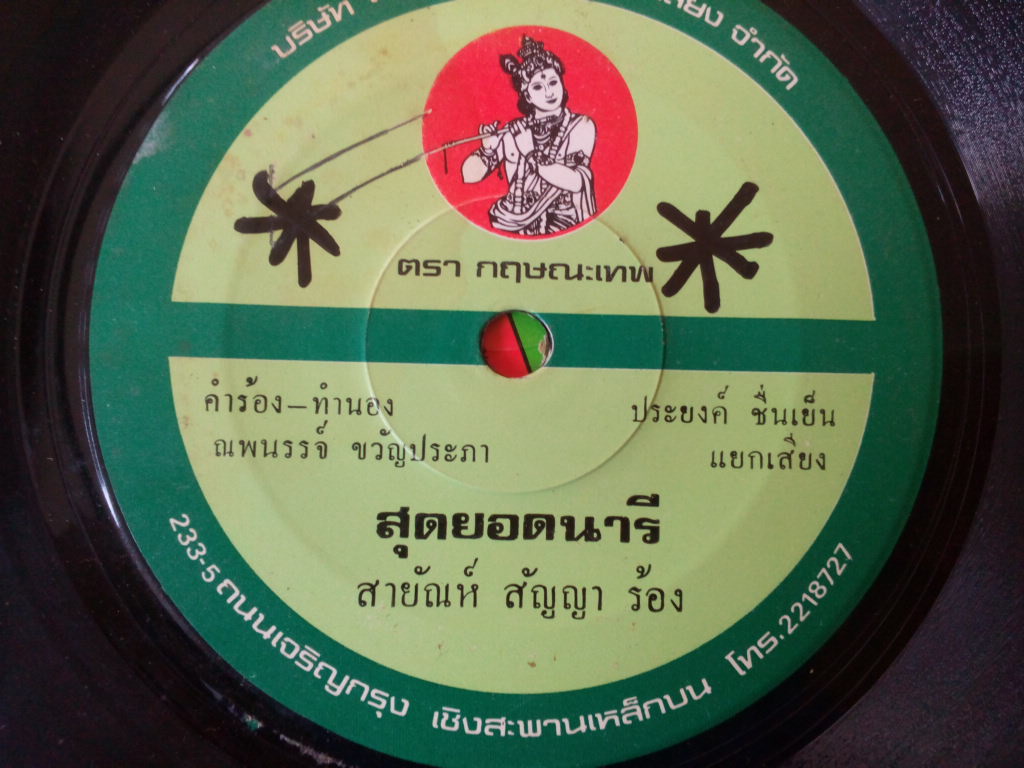 บริษัท
จำกัด
ตรา กฤษณะเทพ
คำร้อง–ทำนอง
ณพนรรจ์ ขวัญประภา
ประยงค์ ชื่นเย็น
แยกเสียง
สุดยอดนารี
สายัณห์ สัญญา ร้อง
233-5 ถนนเจริญกรุง เชิงสะพานเหล็กบน โทร.2218727